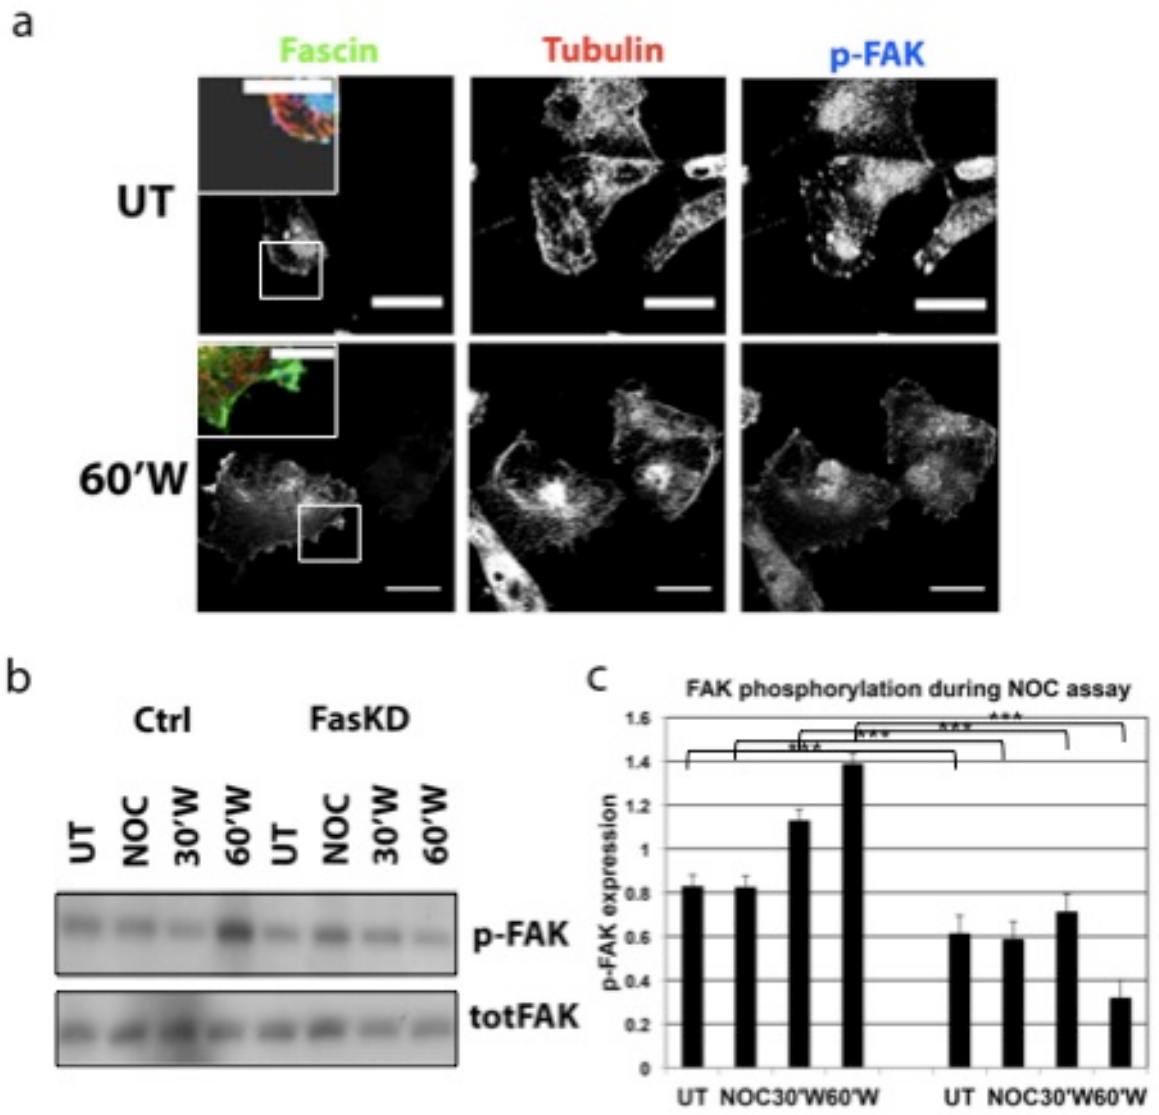 a
Fascin Tubulin p-FAK
UT
60'W
b
Ctrl FasKD
UT NOC 30'W 60'W UT NOC 30'W 60'W
p-FAK
totFAK
c
FAK phosphorylation during NOC assay
p-FAK expression
1.6
1.4
1.2
1
0.8
0.6
0.4
0.2
0
***
***
***
***
UT NOC30'W60'W UT NOC30'W60'W